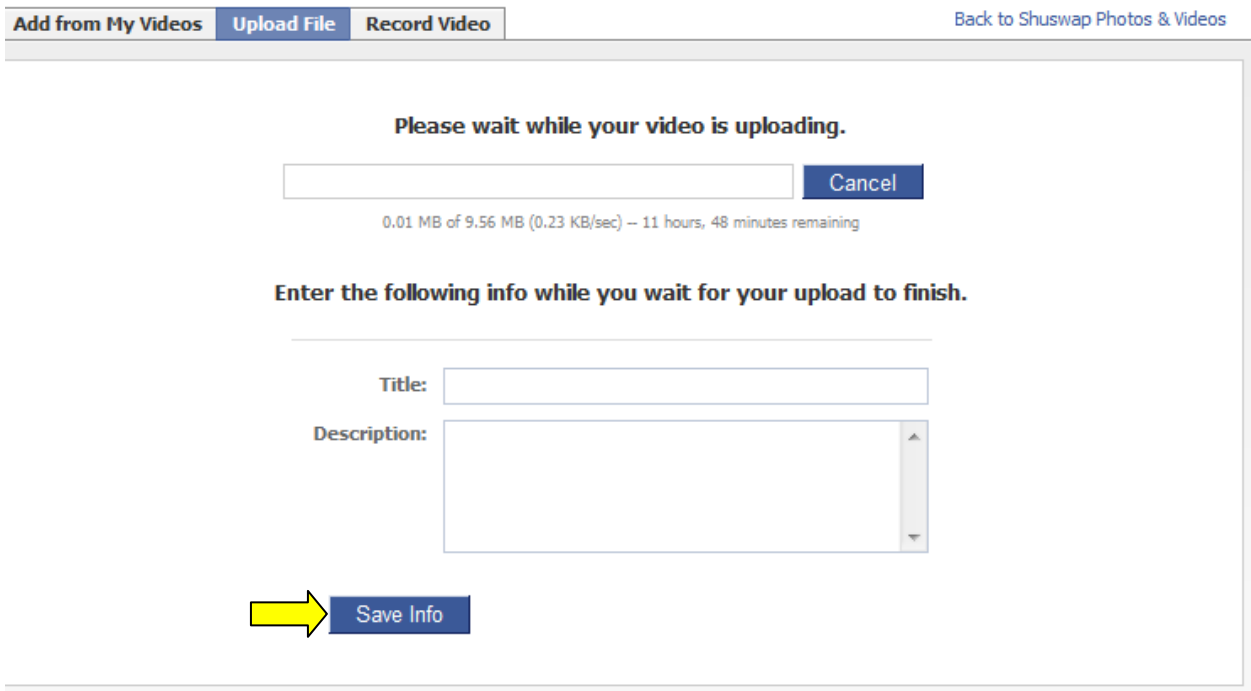 Add from My Videos Upload File Record Video Back to Shuswap Photos & Videos
Please wait while your video is uploading.
Cancel
0.01 MB of 9.56 MB (0.23 KB/sec) -- 11 hours, 48 minutes remaining
Enter the following info while you wait for your upload to finish.
Title:
Description:
Save Info